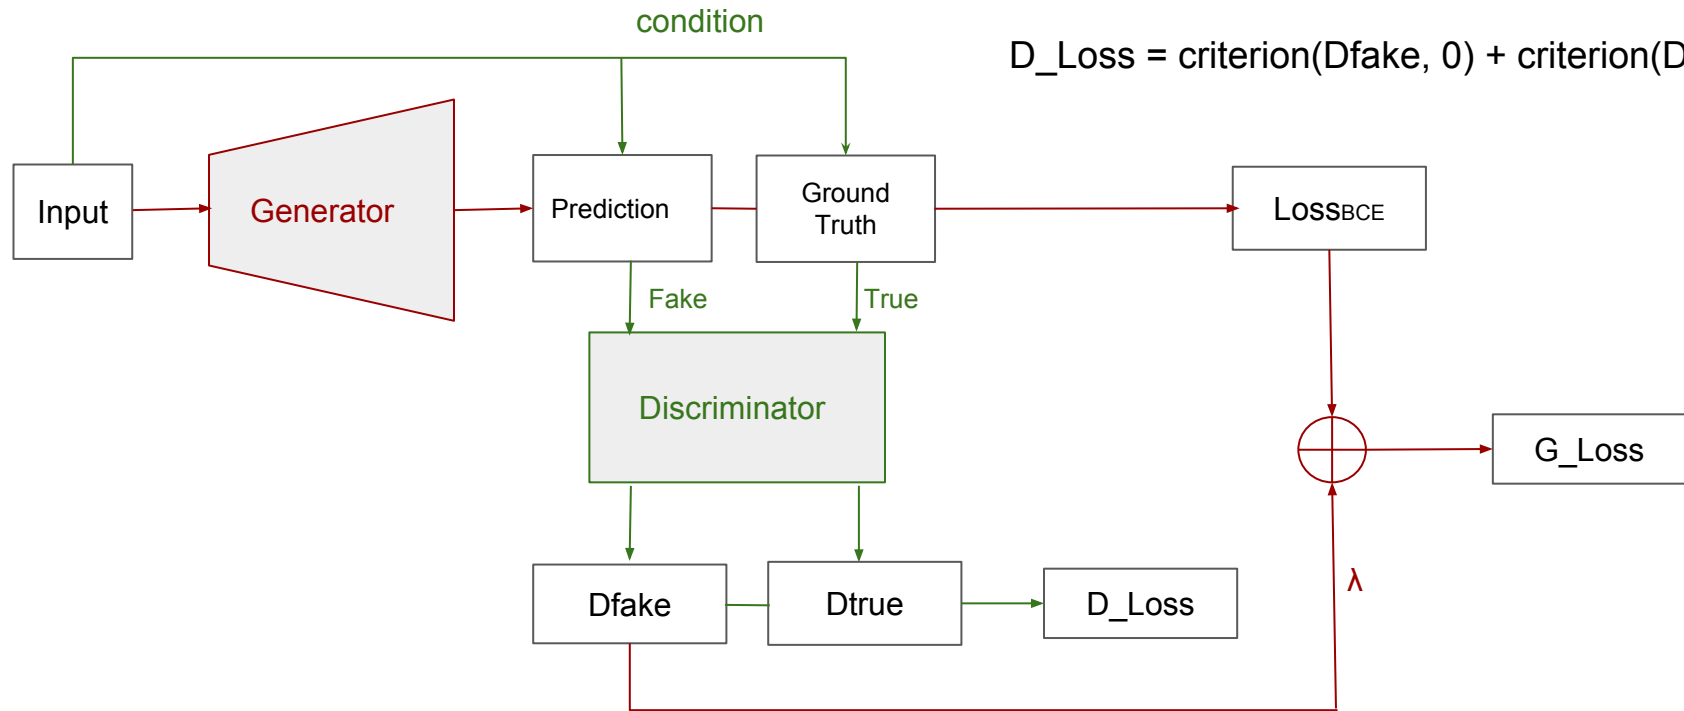 condition
D_Loss = criterion(Dfake, 0) + criterion(D
Input
Generator
Prediction
Ground
Truth
LossBCE
Fake
True
Discriminator
G_Loss
λ
Dfake
Dtrue
D_Loss